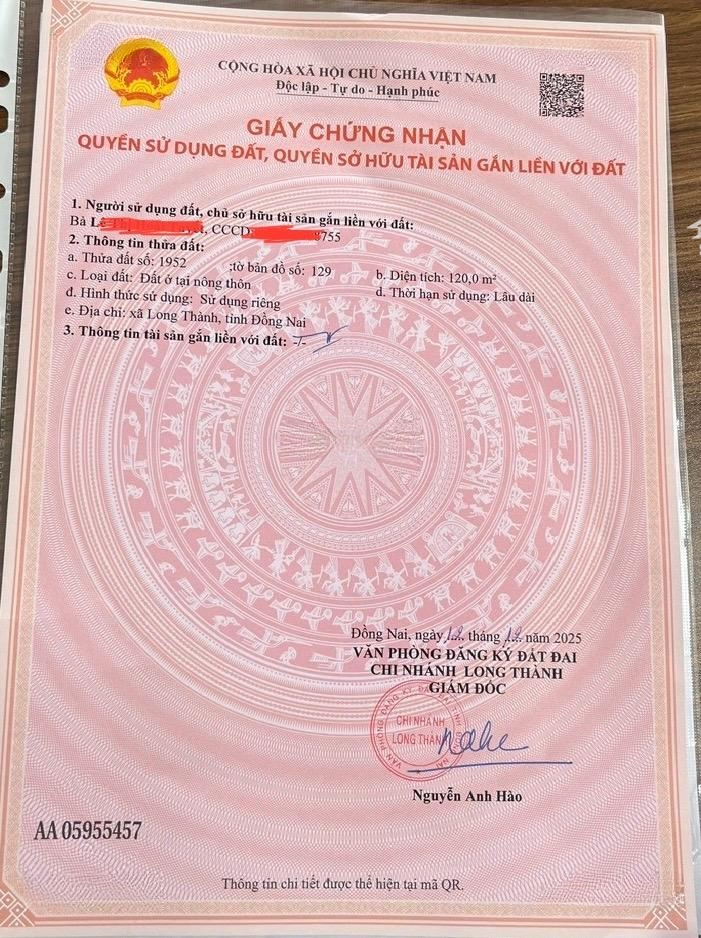 CỘNG HÒA XÃ HỘI CHỦ NGHĨA VIỆT NAM
Độc lập - Tự do - Hạnh phúc
GIẤY CHỨNG NHẬN
QUYỀN SỬ DỤNG ĐẤT, QUYỀN SỞ HỮU TÀI SẢN GẮN LIỀN VỚI ĐẤT
1. Người sử dụng đất, chủ sở hữu tài sản gắn liền với đất:
Bà CCCD: 8755
2. Thông tin thửa đất:
a. Thửa đất số: 1952 ;tờ bản đồ số: 129 b. Diện tích: 120,0 m²
c. Loại đất: Đất ở tại nông thôn d. Thời hạn sử dụng: Lâu dài
đ. Hình thức sử dụng: Sử dụng riêng
e. Địa chỉ: xã Long Thành, tỉnh Đồng Nai
3. Thông tin tài sản gắn liền với đất: -/-
Đồng Nai, ngày 12 tháng 12 năm 2025
VĂN PHÒNG ĐĂNG KÝ ĐẤT ĐAI
CHI NHÁNH LONG THÀNH
GIÁM ĐỐC
CHI NHÁNH
LONG THÀNH
Nguyễn Anh Hào
AA 05955457
Thông tin chi tiết được thể hiện tại mã QR.